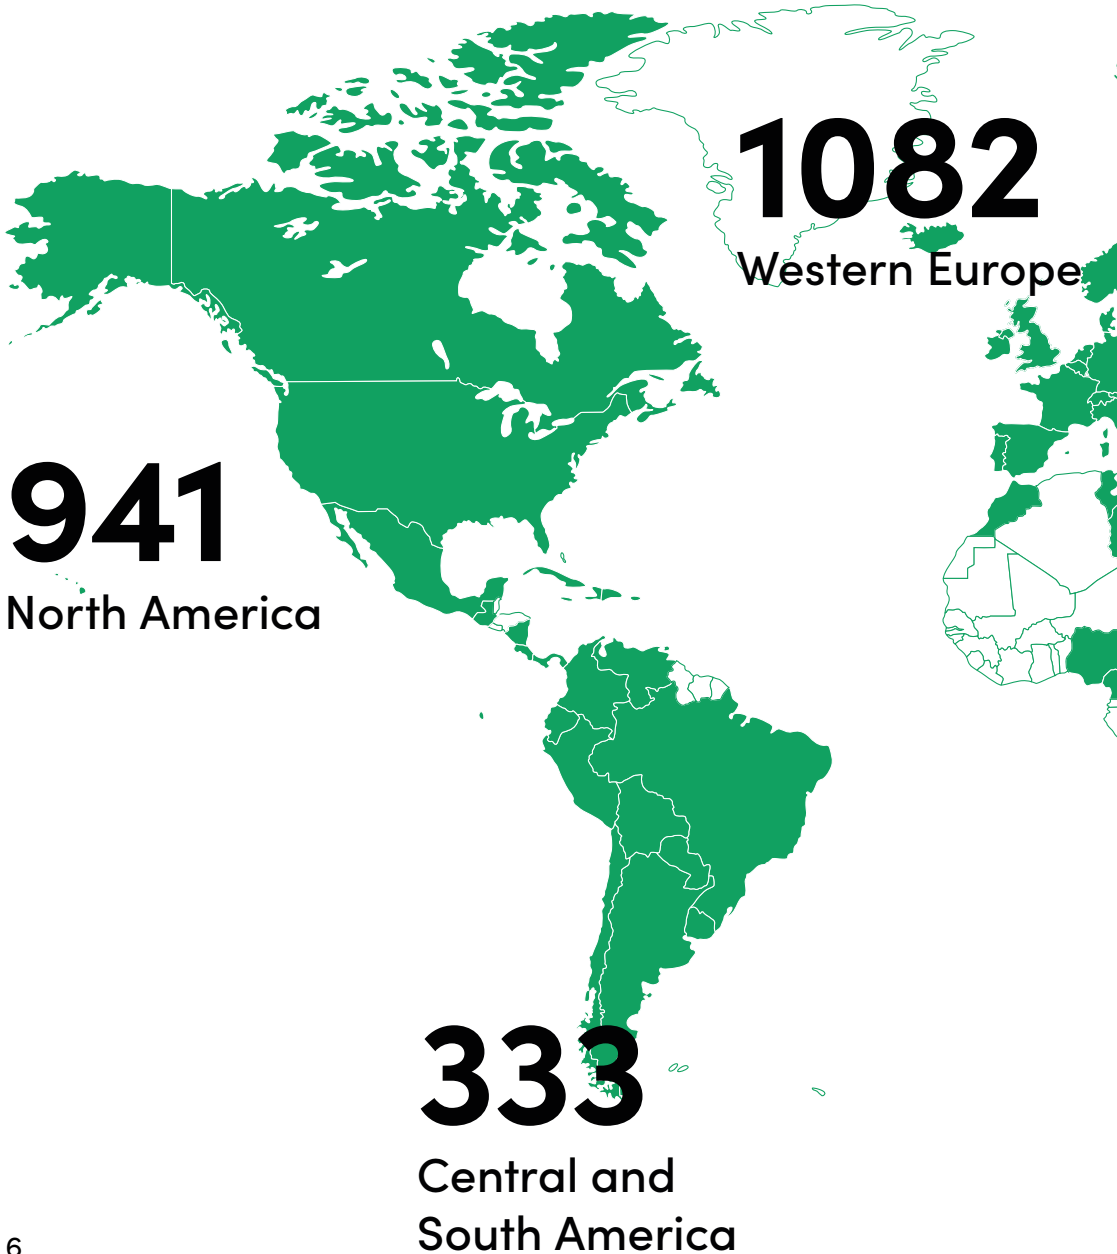 1082
Western Europe
941
North America
333
Central and
South America
6